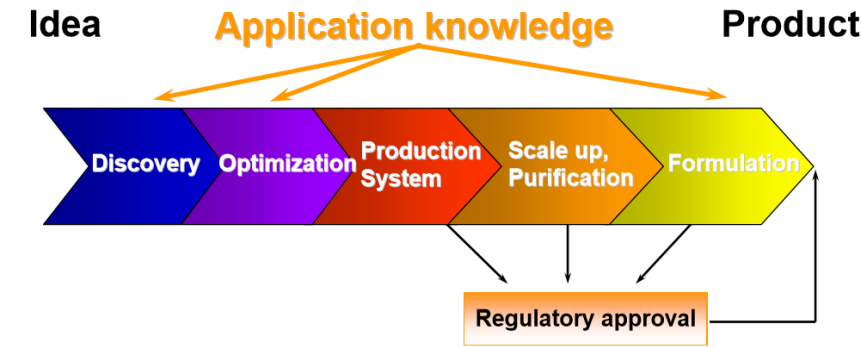 Idea
Application knowledge
Product
Discovery
Optimization
Production
System
Scale up,
Purification
Formulation
Regulatory approval